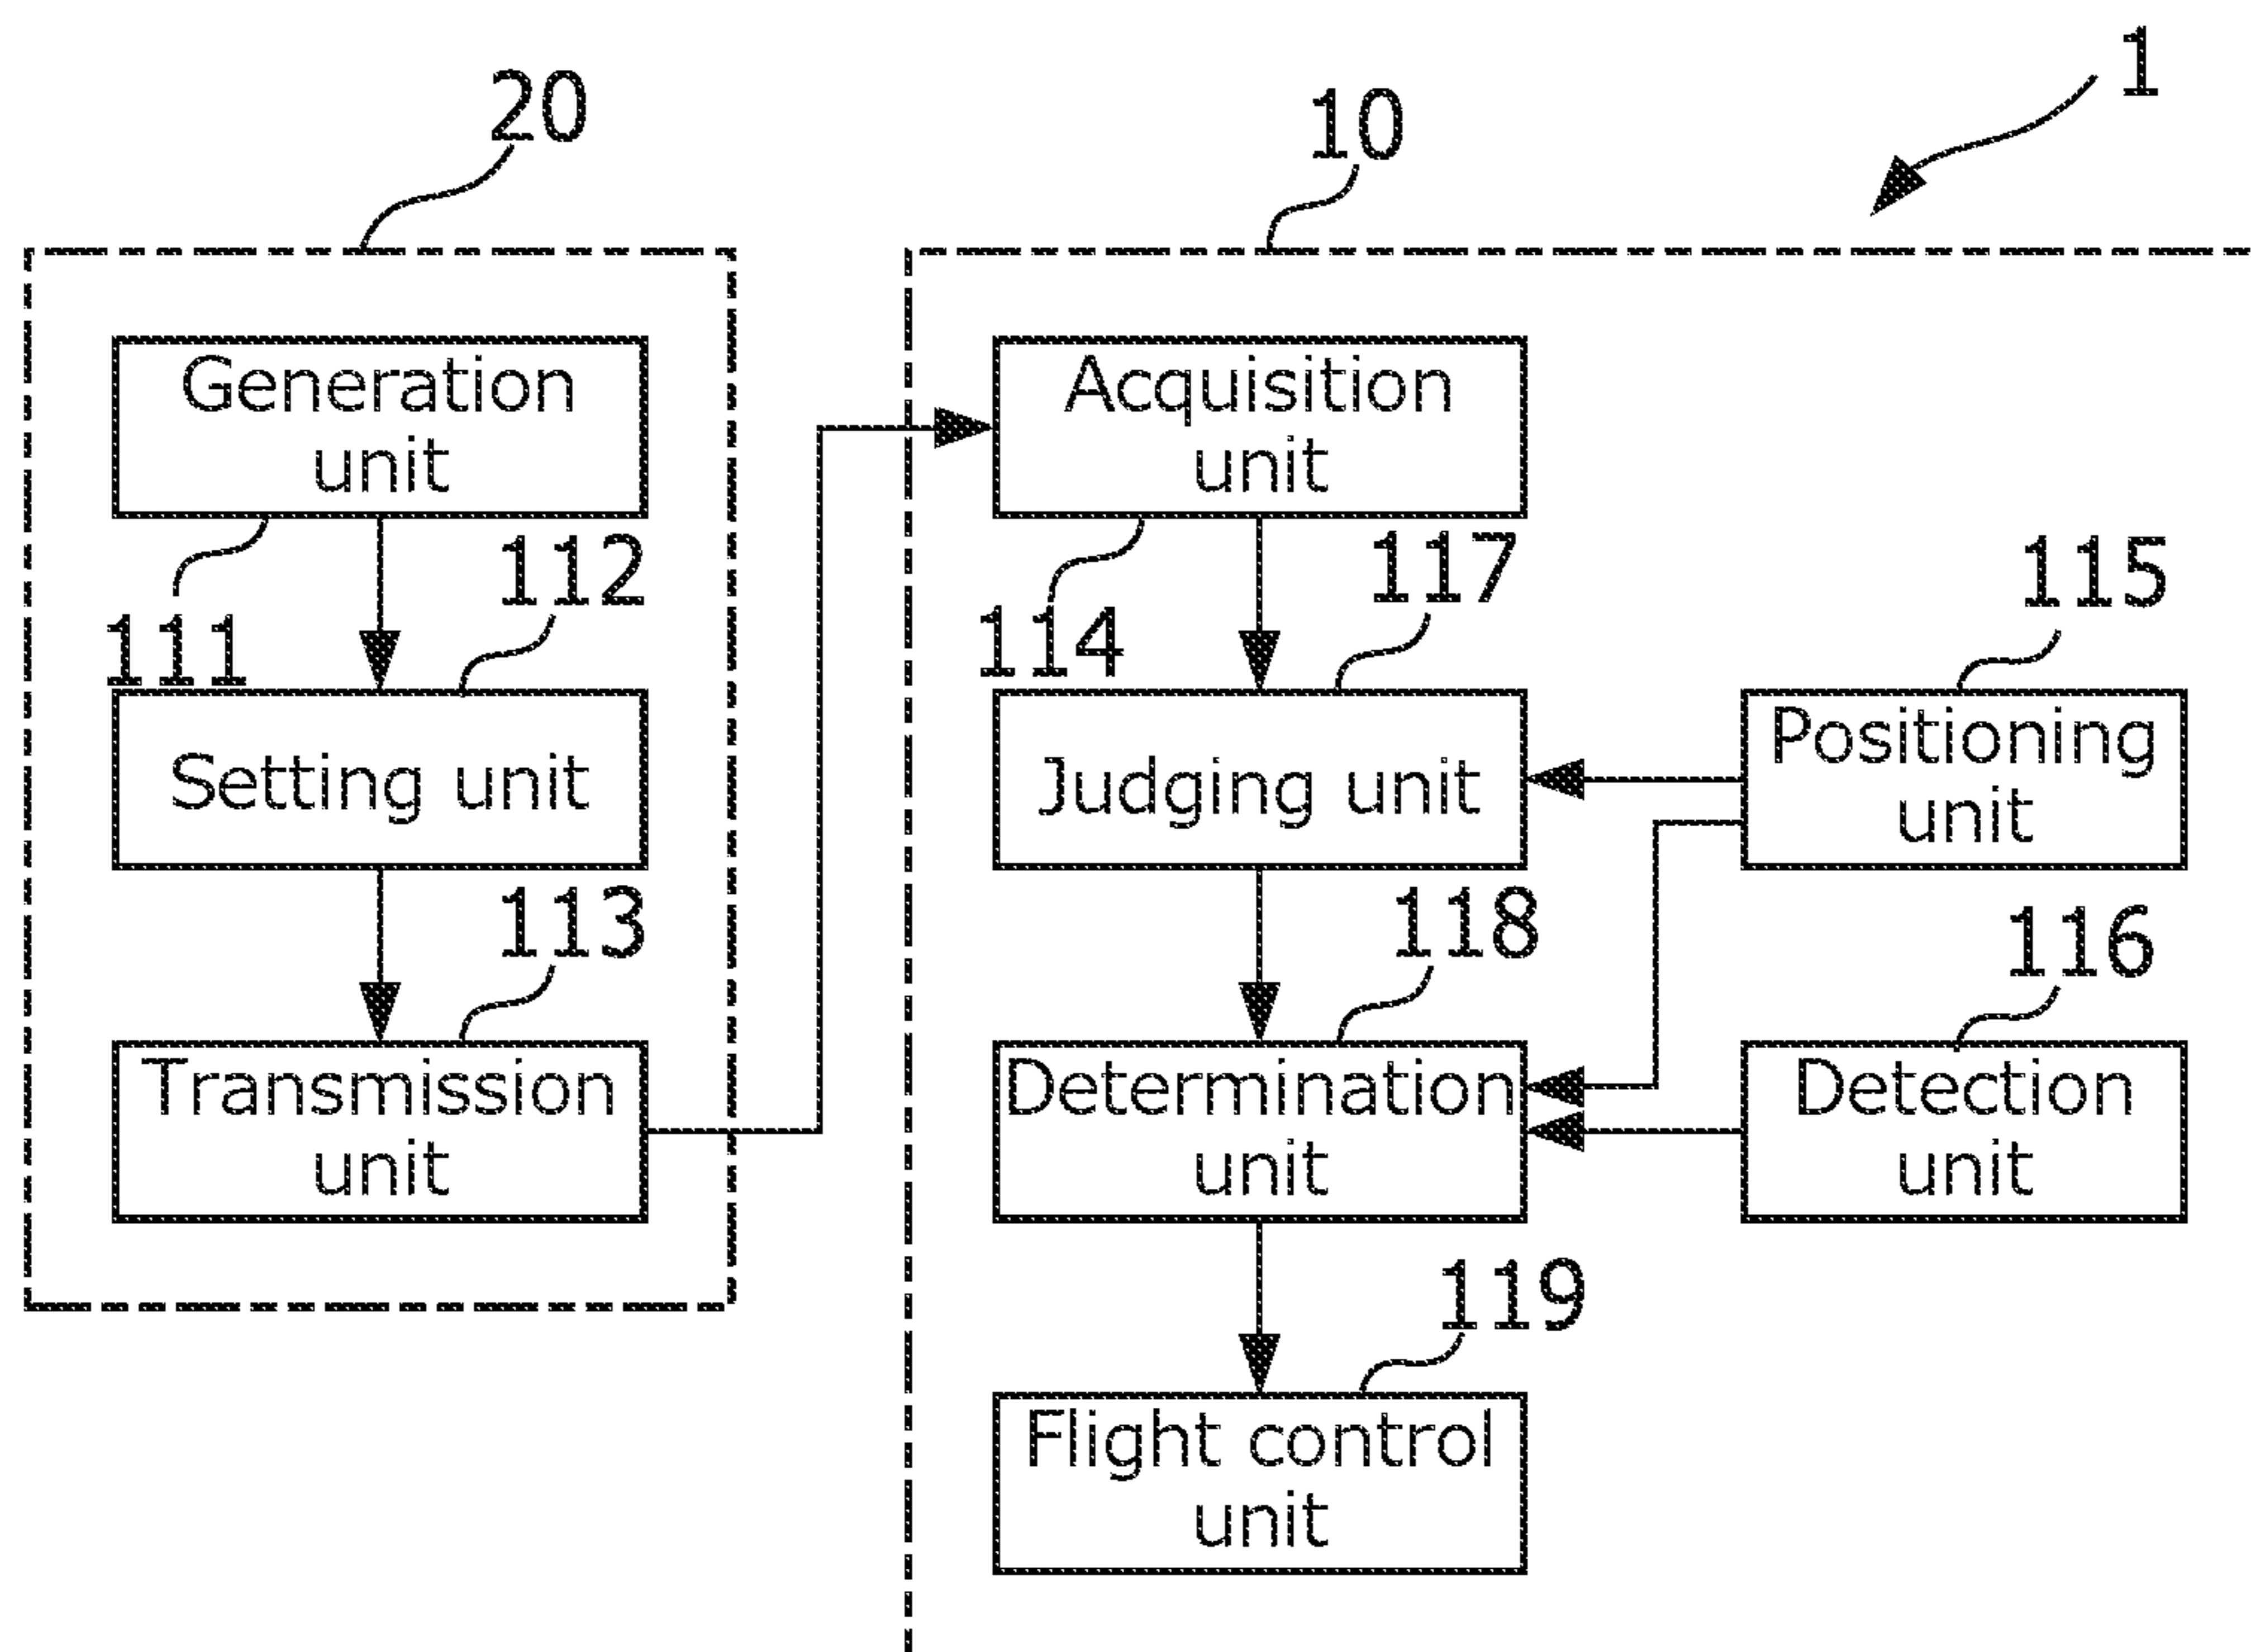 1
20
10
Generation
unit
Acquisition
unit
111
112
114
117
115
Setting unit
Judging unit
Positioning
unit
113
118
116
Transmission
unit
Determination
unit
Detection
unit
119
Flight control
unit